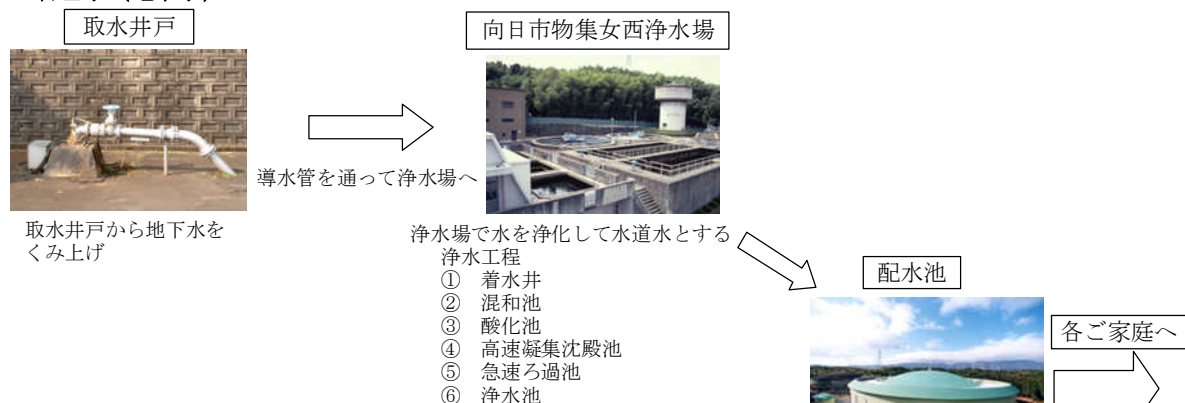 取水井戸
向日市物集女西浄水場
導水管を通って浄水場へ
取水井戸から地下水を
くみ上げ
浄水場で水を浄化して水道水とする
浄水工程
① 着水井
② 混和池
③ 酸化池
④ 高速凝集沈殿池
⑤ 急速ろ過池
⑥ 浄水池
配水池
各ご家庭へ